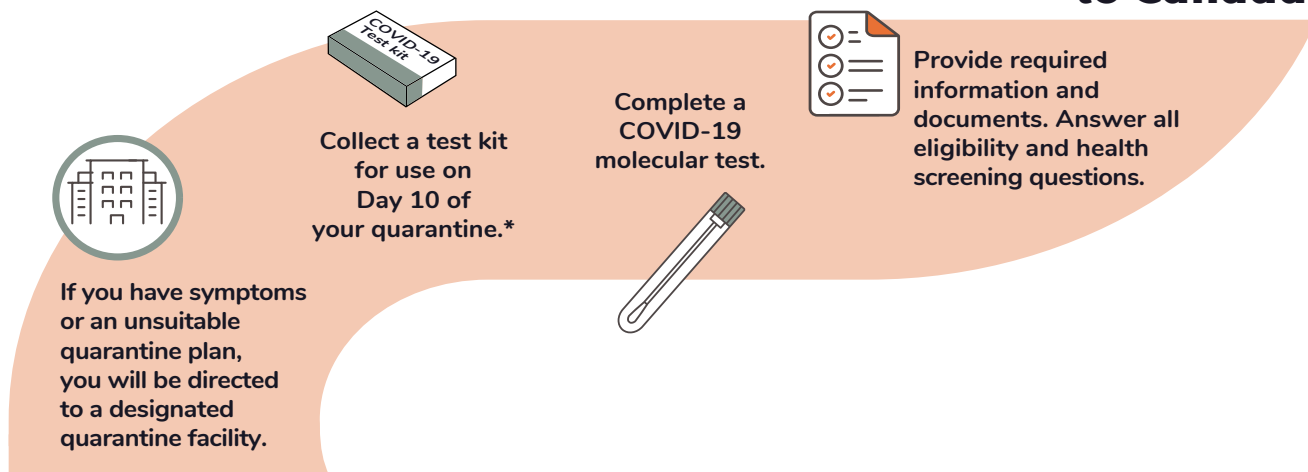 to Canada
Provide required
information and
documents. Answer all
eligibility and health
screening questions.
Complete a
COVID-19
molecular test.
COVID-19
Test kit
Collect a test kit
for use on
Day 10 of
your quarantine.*
If you have symptoms
or an unsuitable
quarantine plan,
you will be directed
to a designated
quarantine facility.